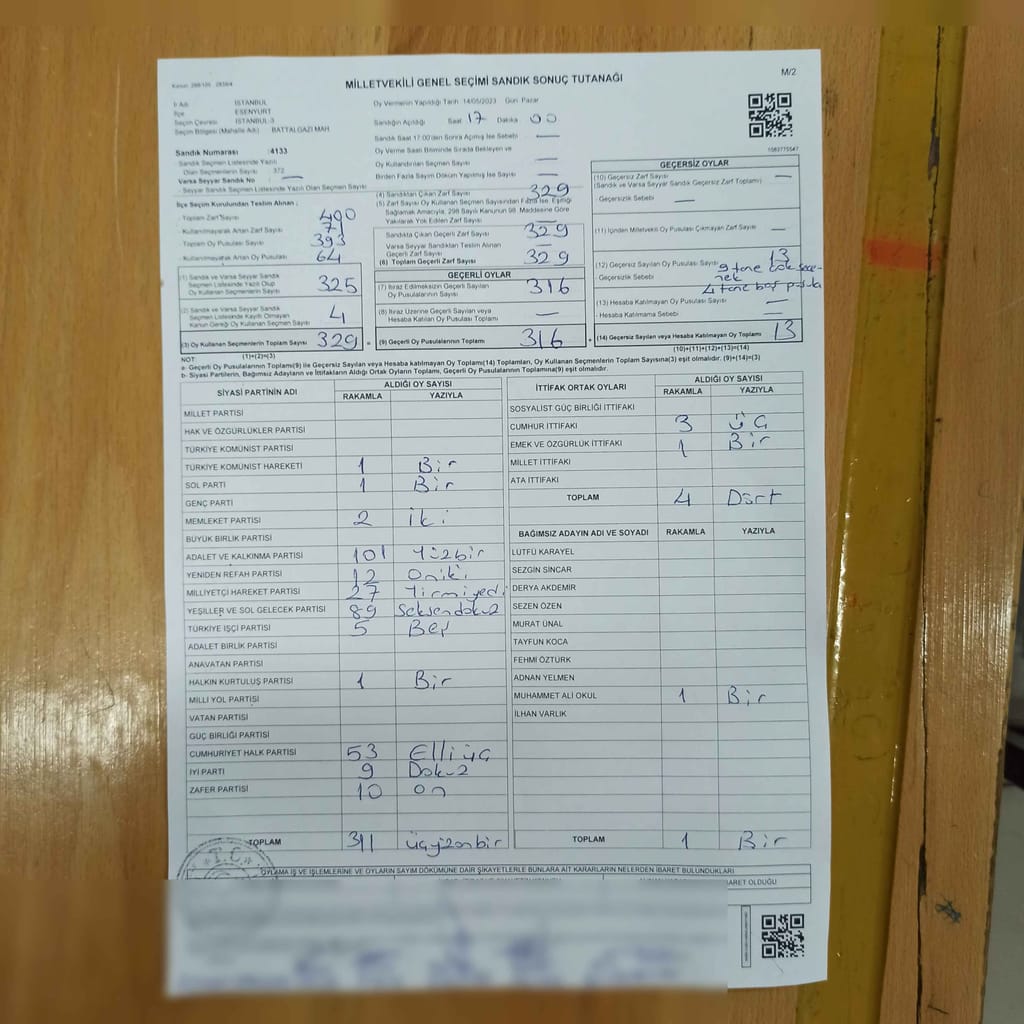 MİLLETVEKİLİ GENEL SEÇİMİ SANDIK SONUÇ TUTANAĞI
M/2
İl Adı İSTANBUL
İlçe ESENYURT
Seçim Çevresi İSTANBUL-3
Seçim Bölgesi (Mahalle Adı) BATTALGAZİ MAH.
Oy Vermenin Yapıldığı Tarih 14/05/2023 Gün Pazar
Sandığın Açıldığı Saat 17 Dakika 00
Sandık Saat 17:00'den Sonra Açılmış İse Sebebi —
Oy Verme Saati Bitiminde Sırada Bekleyen ve
Oy Kullandırılan Seçmen Sayısı —
Birden Fazla Sayım Döküm Yapılmış İse Sayısı —
Sandık Numarası :4133
- Sandık Seçmen Listesinde Yazılı
Olan Seçmenlerin Sayısı 372
Varsa Seyyar Sandık No —
- Seyyar Sandık Seçmen Listesinde Yazılı Olan Seçmen Sayısı
İlçe Seçim Kurulundan Teslim Alınan ;
- Toplam Zarf Sayısı 400
- Kullanılmayarak Artan Zarf Sayısı 71
- Toplam Oy Pusulası Sayısı 393
- Kullanılmayarak Artan Oy Pusulası 64
(1) Sandık ve Varsa Seyyar Sandık
Seçmen Listesinde Yazılı Olup
Oy Kullanan Seçmenlerin Sayısı 325
(2) Sandık ve Varsa Seyyar Sandık
Seçmen Listesinde Kayıtlı Olmayan
Kanun Gereği Oy Kullanan Seçmen Sayısı 4
(3) Oy Kullanan Seçmenlerin Toplam Sayısı 329
(1)+(2)=(3)
(4) Sandıktan Çıkan Zarf Sayısı 329
(5) Zarf Sayısı Oy Kullanan Seçmen Sayısından Fazla İse, Eşitliği
Sağlamak Amacıyla, 298 Sayılı Kanunun 98. Maddesine Göre
Yakılarak Yok Edilen Zarf Sayısı —
Sandıkta Çıkan Geçerli Zarf Sayısı 329
Varsa Seyyar Sandıktan Teslim Alınan
Geçerli Zarf Sayısı —
(6) Toplam Geçerli Zarf Sayısı 329
GEÇERLİ OYLAR
(7) İtiraz Edilmeksizin Geçerli Sayılan
Oy Pusulalarının Sayısı 316
(8) İtiraz Üzerine Geçerli Sayılan veya
Hesaba Katılan Oy Pusulası Toplamı —
(9) Geçerli Oy Pusulalarının Toplamı 316
GEÇERSİZ OYLAR
(10) Geçersiz Zarf Sayısı —
(Sandık ve Varsa Seyyar Sandık Geçersiz Zarf Toplamı)
- Geçersizlik Sebebi —
(11) İçinden Milletvekili Oy Pusulası Çıkmayan Zarf Sayısı —
(12) Geçersiz Sayılan Oy Pusulası Sayısı 13
- Geçersizlik Sebebi 9 tane
4 tane boş pusula
(13) Hesaba Katılmayan Oy Pusulası Sayısı —
- Hesaba Katılmama Sebebi —
(14) Geçersiz Sayılan veya Hesaba Katılmayan Oy Toplamı 13
(10)+(11)+(12)+(13)=(14)
NOT:
a- Geçerli Oy Pusulalarının Toplamı(9) ile Geçersiz Sayılan veya Hesaba katılmayan Oy Toplamı(14) Toplamları, Oy Kullanan Seçmenlerin Toplam Sayısına(3) eşit olmalıdır. (9)+(14)=(3)
b- Siyasi Partilerin, Bağımsız Adayların ve İttifakların Aldığı Ortak Oyların Toplamı, Geçerli Oy Pusulalarının Toplamına(9) eşit olmalıdır.
SİYASİ PARTİNİN ADI ALDIĞI OY SAYISI
RAKAMLA YAZIYLA
MİLLET PARTİSİ
HAK VE ÖZGÜRLÜKLER PARTİSİ
TÜRKİYE KOMÜNİST PARTİSİ
TÜRKİYE KOMÜNİST HAREKETİ 1 Bir
SOL PARTİ 1 Bir
GENÇ PARTİ
MEMLEKET PARTİSİ 2 iki
BÜYÜK BİRLİK PARTİSİ
ADALET VE KALKINMA PARTİSİ 101 Yüzbir
YENİDEN REFAH PARTİSİ 12 Oniki
MİLLİYETÇİ HAREKET PARTİSİ 27 Yirmiyedi
YEŞİLLER VE SOL GELECEK PARTİSİ 89 Seksendokuz
TÜRKİYE İŞÇİ PARTİSİ 5 Beş
ADALET BİRLİK PARTİSİ
ANAVATAN PARTİSİ
HALKIN KURTULUŞ PARTİSİ 1 Bir
MİLLİ YOL PARTİSİ
VATAN PARTİSİ
GÜÇ BİRLİĞİ PARTİSİ
CUMHURİYET HALK PARTİSİ 53 Elliüç
İYİ PARTİ 9 Dokuz
ZAFER PARTİSİ 10 on
TOPLAM 311 üçyüzonbir
İTTİFAK ORTAK OYLARI ALDIĞI OY SAYISI
RAKAMLA YAZIYLA
SOSYALİST GÜÇ BİRLİĞİ İTTİFAKI
CUMHUR İTTİFAKI 3 üç
EMEK VE ÖZGÜRLÜK İTTİFAKI 1 Bir
MİLLET İTTİFAKI
ATA İTTİFAKI
TOPLAM 4 Dört
BAĞIMSIZ ADAYIN ADI VE SOYADI RAKAMLA YAZIYLA
LÜTFÜ KARAYEL
SEZGİN SİNCAR
DERYA AKDEMİR
SEZEN ÖZEN
MURAT ÜNAL
TAYFUN KOCA
FEHMİ ÖZTÜRK
ADNAN YELMEN
MUHAMMET ALİ OKUL 1 Bir
İLHAN VARLIK
TOPLAM 1 Bir
T.C.
OYLAMA İŞ VE İŞLEMLERİNE VE OYLARIN SAYIM DÖKÜMÜNE DAİR ŞİKAYETLERLE BUNLARA AİT KARARLARIN NELERDEN İBARET BULUNDUKLARI
İBARET OLDUĞU